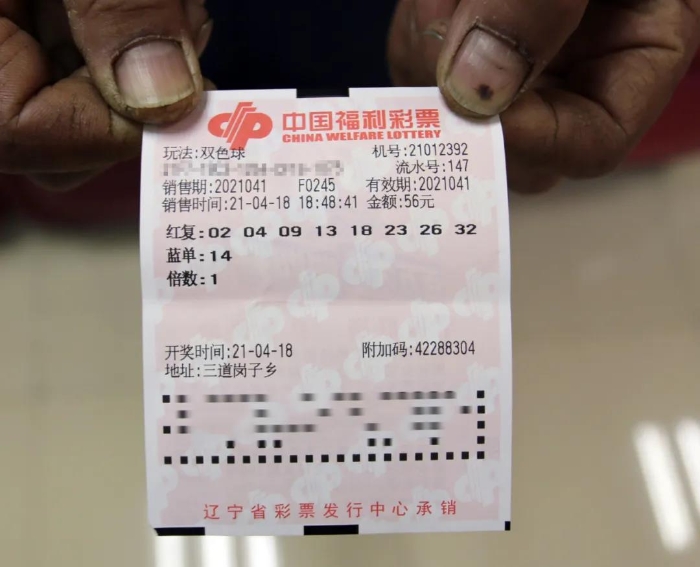 中国福利彩票
CHINA WELFARE LOTTERY
玩法:双色球 机号:21012392
流水号:147
销售期:2021041 F0245 有效期:2021041
销售时间:21-04-18 18:48:41 金额:56元
红复:02 04 09 13 18 23 26 32
蓝单:14
倍数:1
开奖时间:21-04-18 附加码:42288304
地址:三道岗子乡
辽宁省彩票发行中心承销